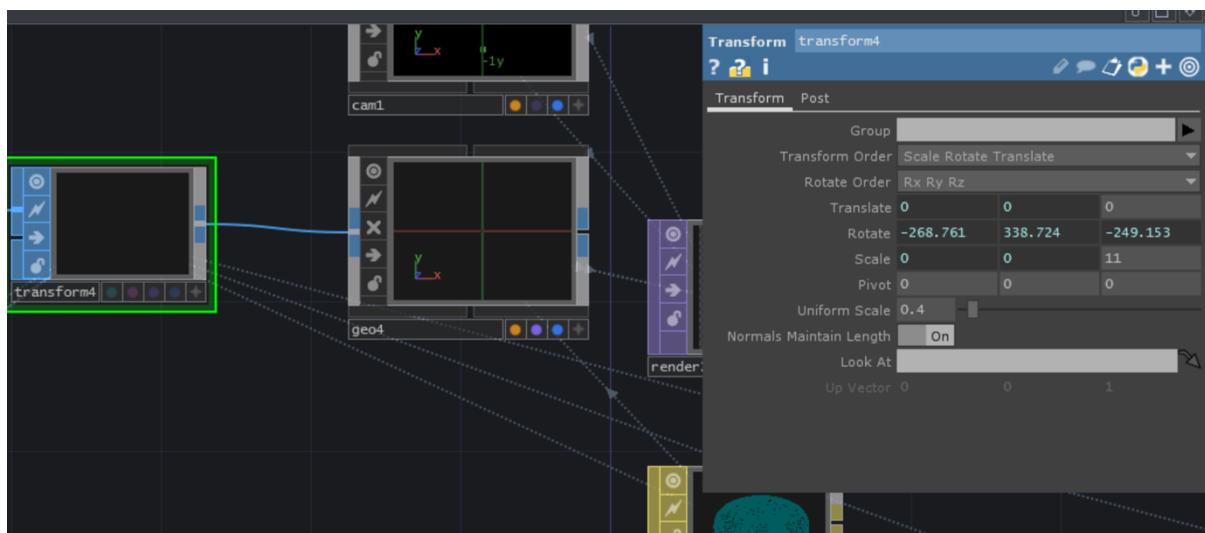 Transform transform4
? ? i
Transform Post
Group
Transform Order Scale Rotate Translate
Rotate Order Rx Ry Rz
Translate 0 0 0
Rotate -268.761 338.724 -249.153
Scale 0 0 11
Pivot 0 0 0
Uniform Scale 0.4
Normals Maintain Length On
Look At
Up Vector 0 0 1
y
z x
-1y
cam1
transform4
y
z x
geo4
render